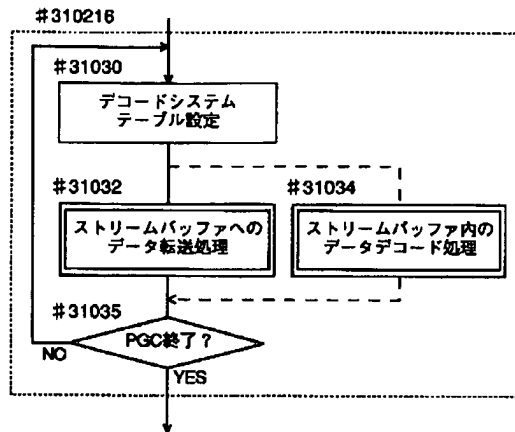 #310216
#31030
デコードシステム
テーブル設定
#31032
#31034
ストリームバッファへの
データ転送処理
ストリームバッファ内の
データデコード処理
#31035
PGC終了?
NO
YES